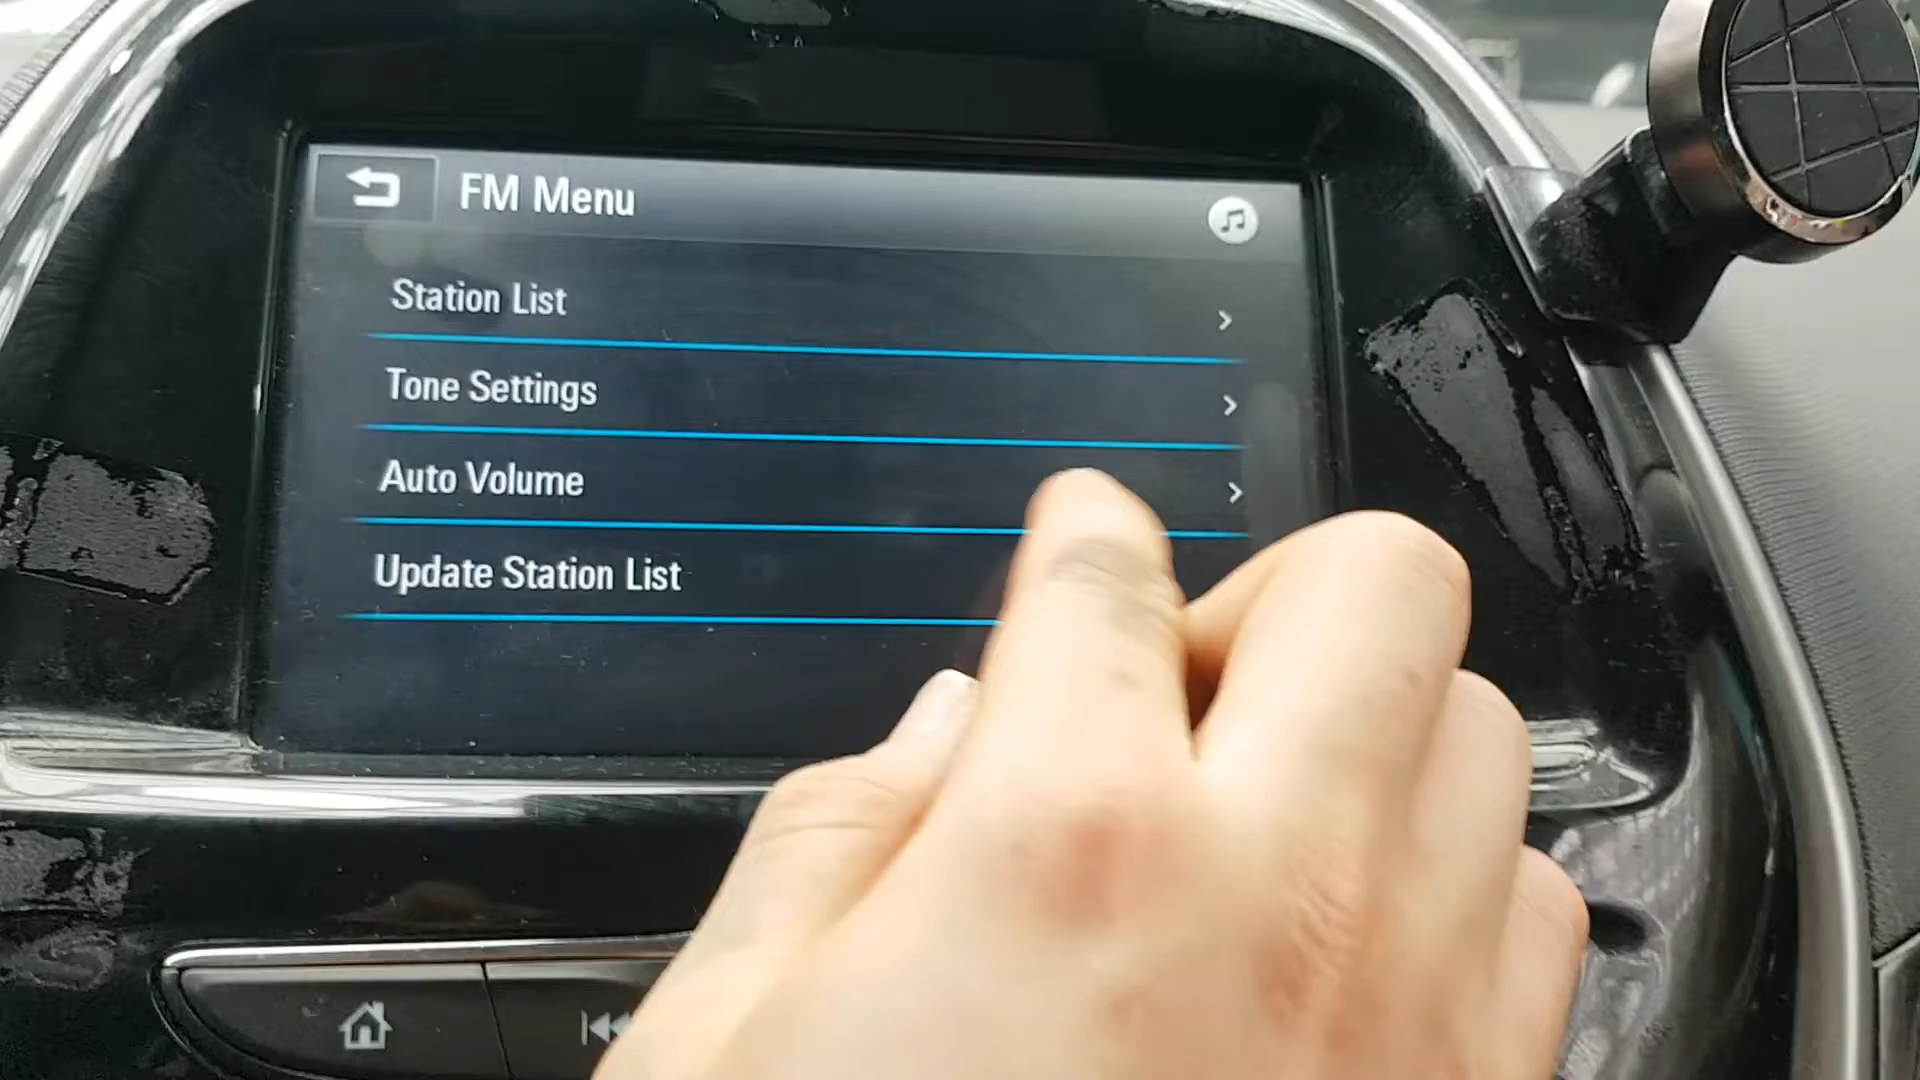 FM Menu
Station List
Tone Settings
Auto Volume
Update Station List